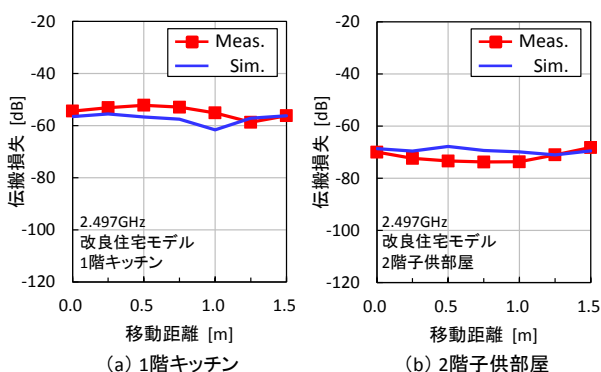 -20
-40
-60
-80
-100
-120
伝搬損失 [dB]
Meas.
Sim.
2.497GHz
改良住宅モデル
1階キッチン
0.0
0.5
1.0
1.5
移動距離 [m]
(a) 1階キッチン
-20
-40
-60
-80
-100
-120
伝搬損失 [dB]
Meas.
Sim.
2.497GHz
改良住宅モデル
2階子供部屋
0.0
0.5
1.0
1.5
移動距離 [m]
(b) 2階子供部屋